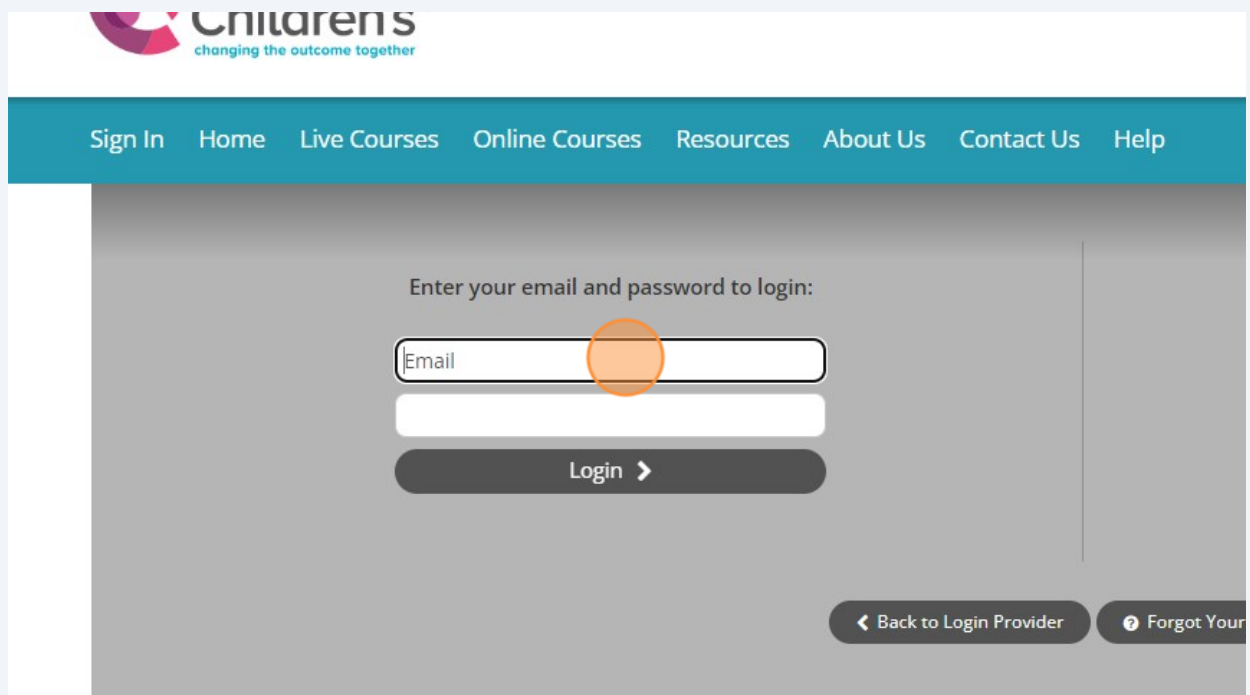 Children's
changing the outcome together
Sign In Home Live Courses Online Courses Resources About Us Contact Us Help
Enter your email and password to login:
Email
Login
Back to Login Provider Forgot Your